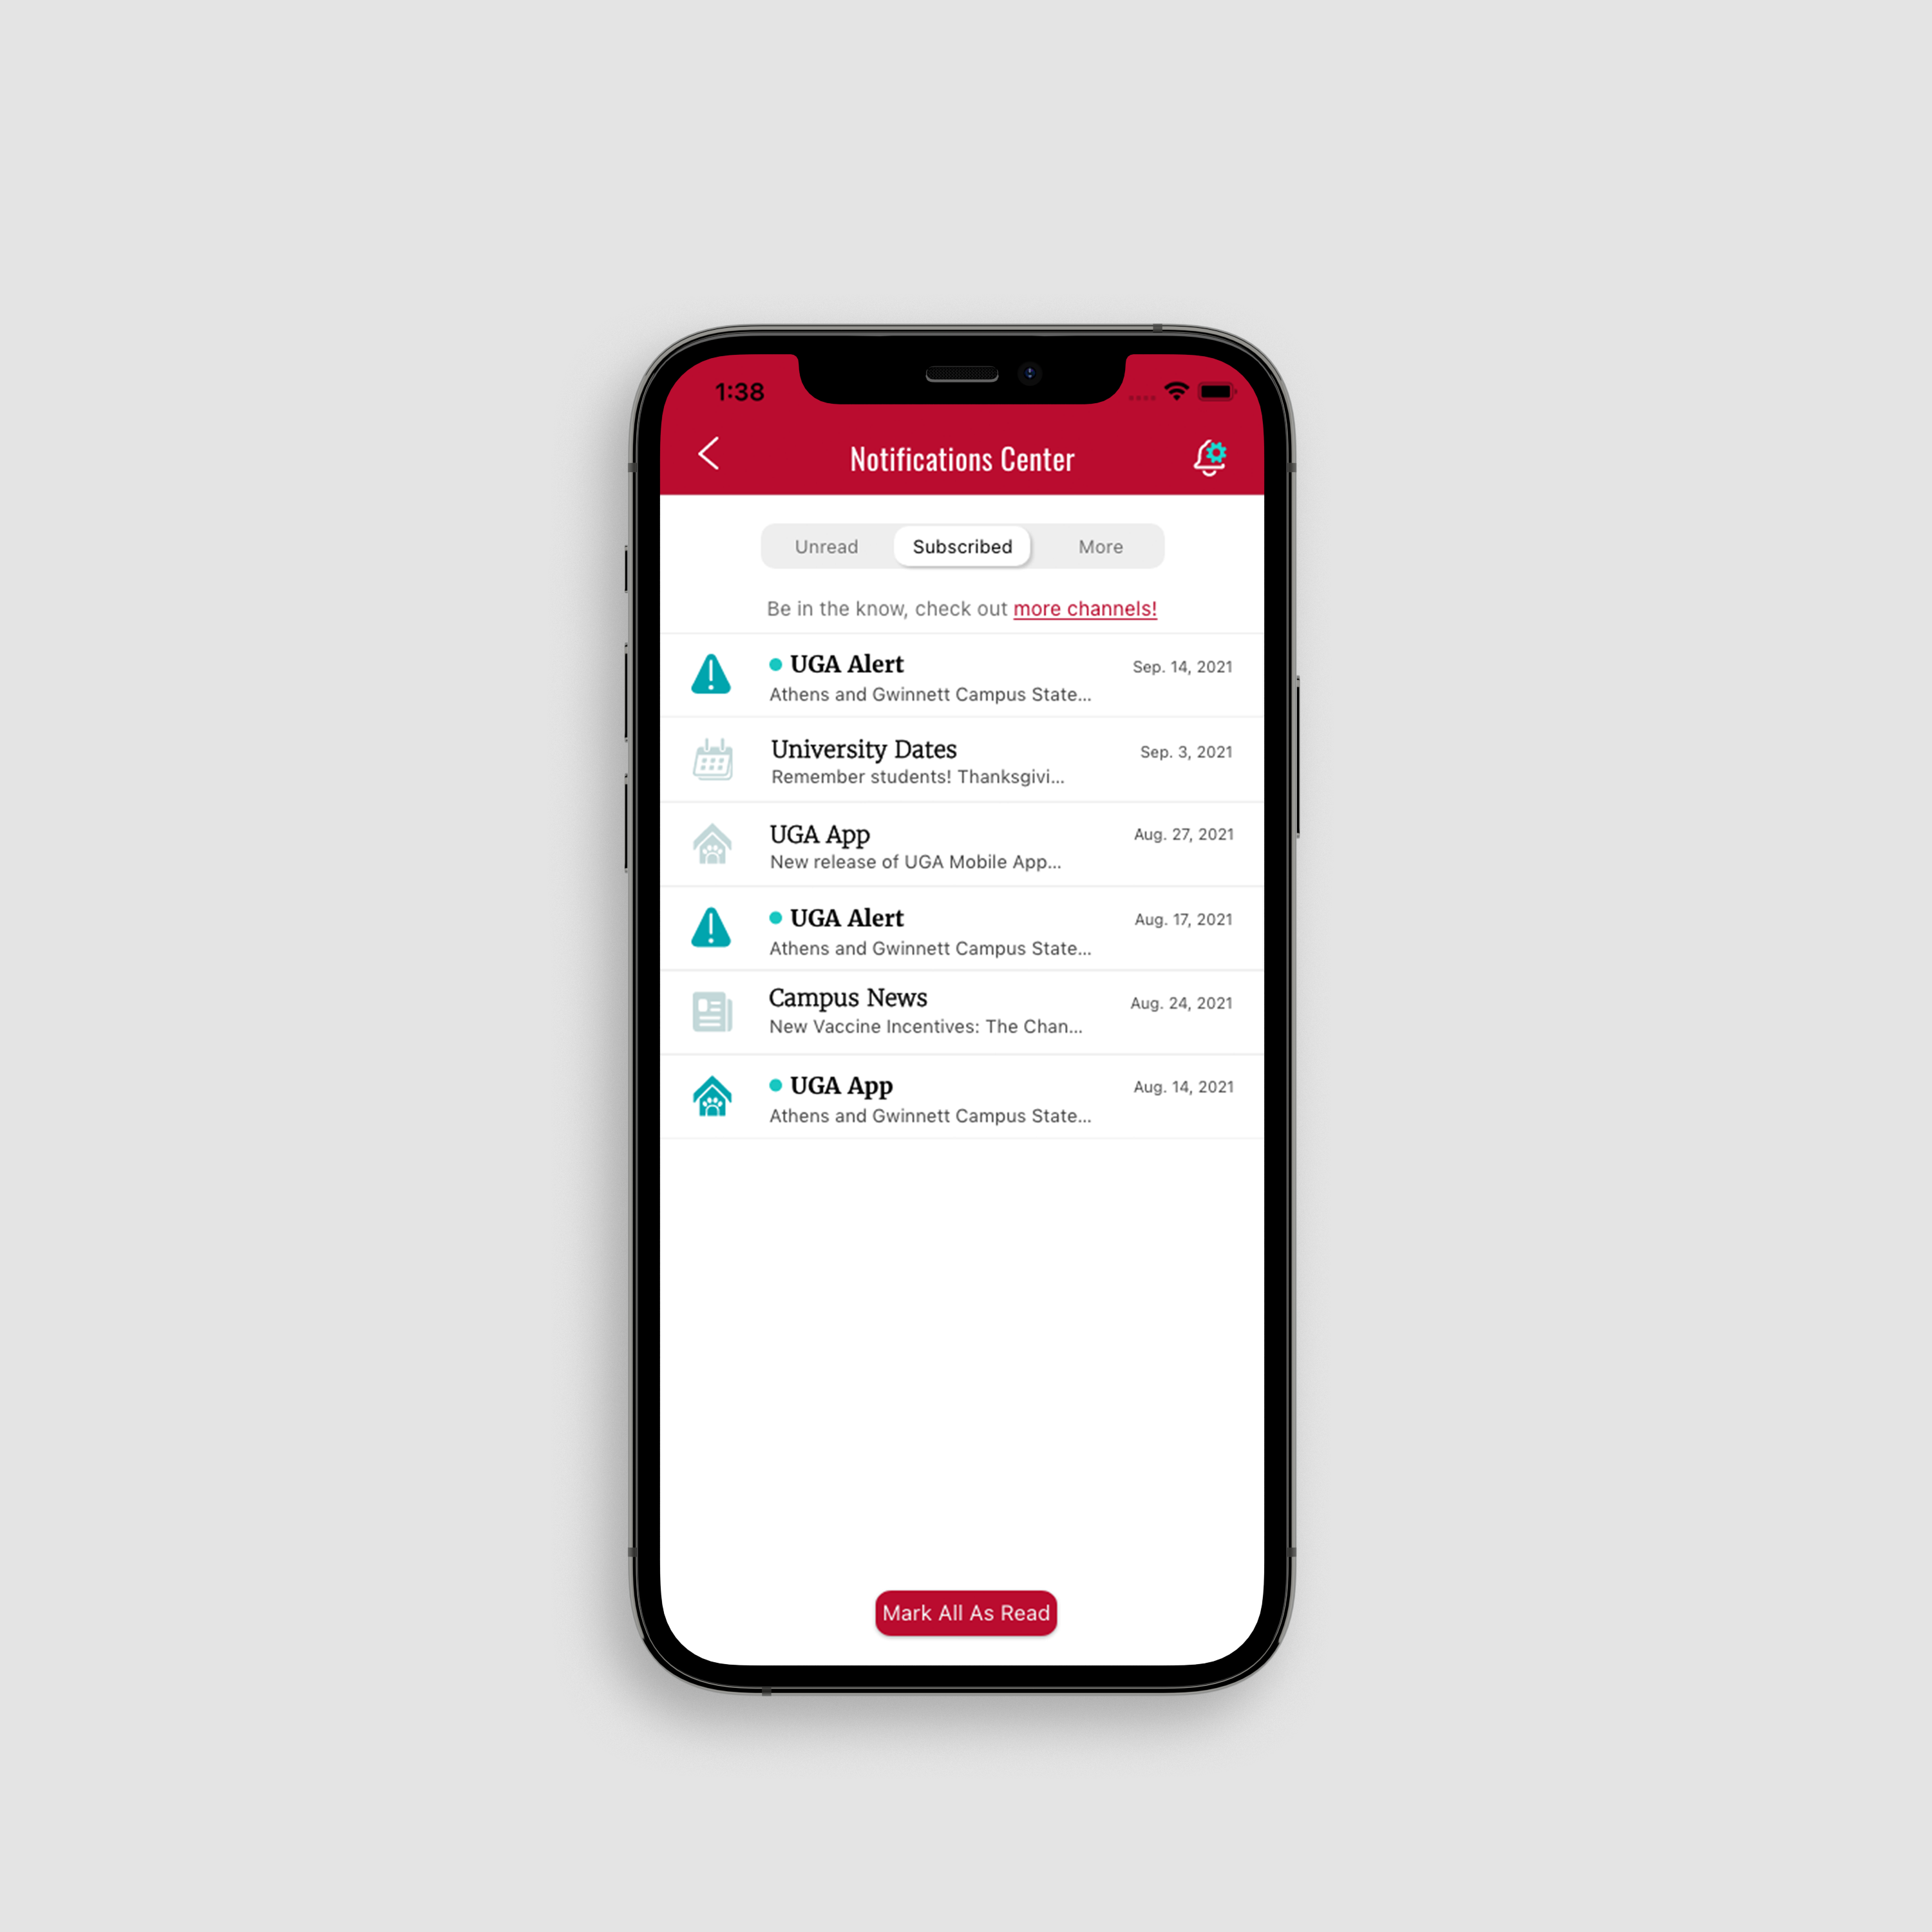 1:38
Notifications Center
Unread Subscribed More
Be in the know, check out more channels!
UGA Alert Sep. 14, 2021
Athens and Gwinnett Campus State...
University Dates Sep. 3, 2021
Remember students! Thanksgivi...
UGA App Aug. 27, 2021
New release of UGA Mobile App...
UGA Alert Aug. 17, 2021
Athens and Gwinnett Campus State...
Campus News Aug. 24, 2021
New Vaccine Incentives: The Chan...
UGA App Aug. 14, 2021
Athens and Gwinnett Campus State...
Mark All As Read